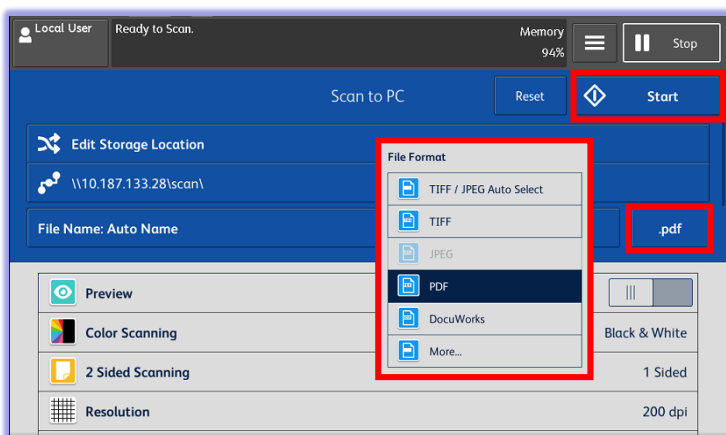 Local User
Ready to Scan.
Memory
94%
Stop
Scan to PC
Reset
Start
Edit Storage Location
\\10.187.133.28\scan\
File Name: Auto Name
.pdf
File Format
TIFF / JPEG Auto Select
TIFF
JPEG
PDF
DocuWorks
More...
Preview
Color Scanning
Black & White
2 Sided Scanning
1 Sided
Resolution
200 dpi